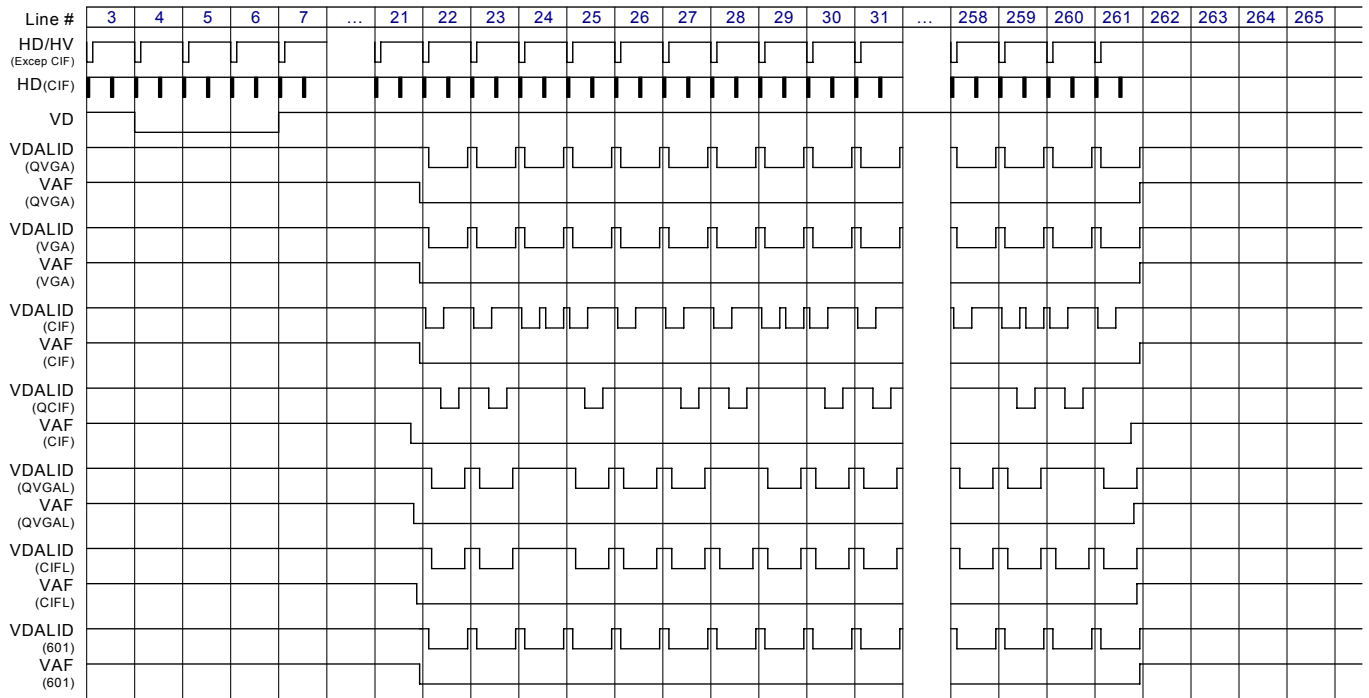 Line # 3 4 5 6 7 ... 21 22 23 24 25 26 27 28 29 30 31 ... 258 259 260 261 262 263 264 265
HD/HV
(Excep CIF)
HD(CIF)
VD
VDALID
(QVGA)
VAF
(QVGA)
VDALID
(VGA)
VAF
(VGA)
VDALID
(CIF)
VAF
(CIF)
VDALID
(QCIF)
VAF
(CIF)
VDALID
(QVGAL)
VAF
(QVGAL)
VDALID
(CIFL)
VAF
(CIFL)
VDALID
(601)
VAF
(601)